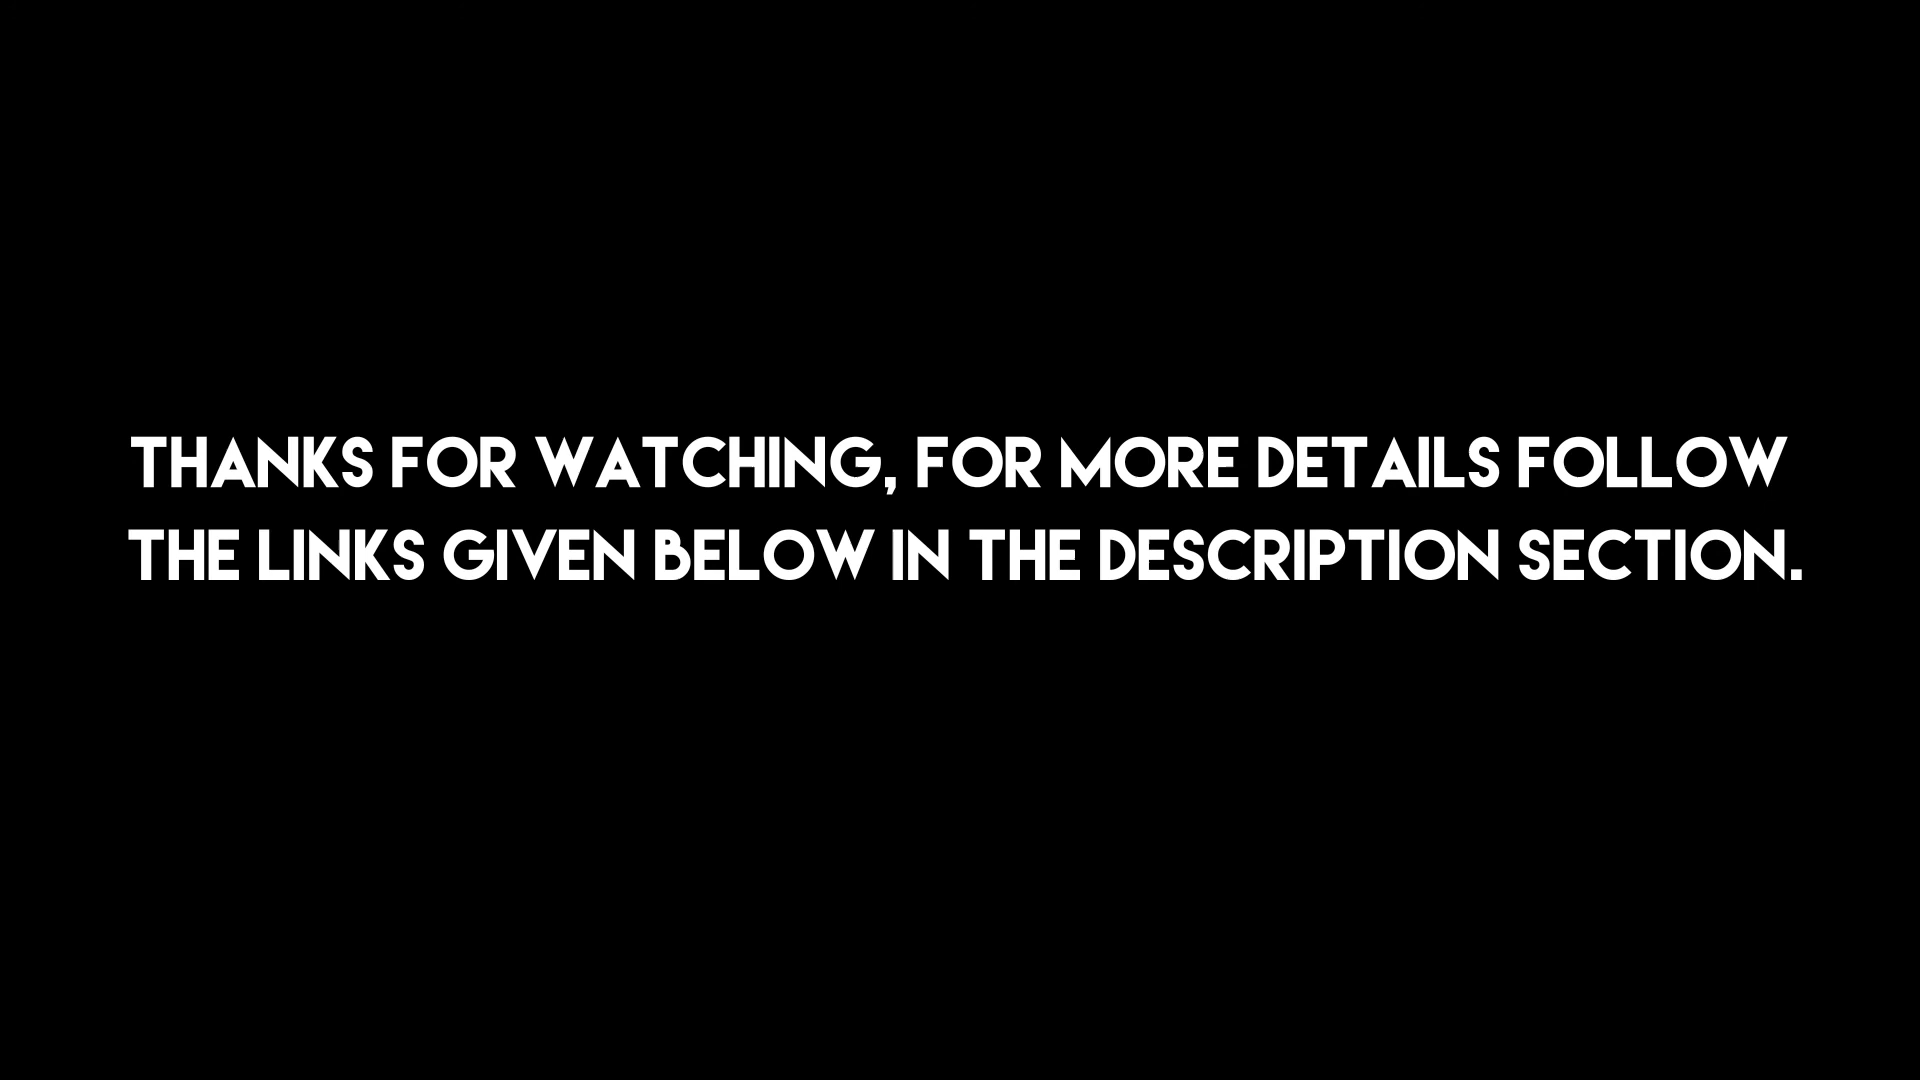 THANKS FOR WATCHING, FOR MORE DETAILS FOLLOW
THE LINKS GIVEN BELOW IN THE DESCRIPTION SECTION.